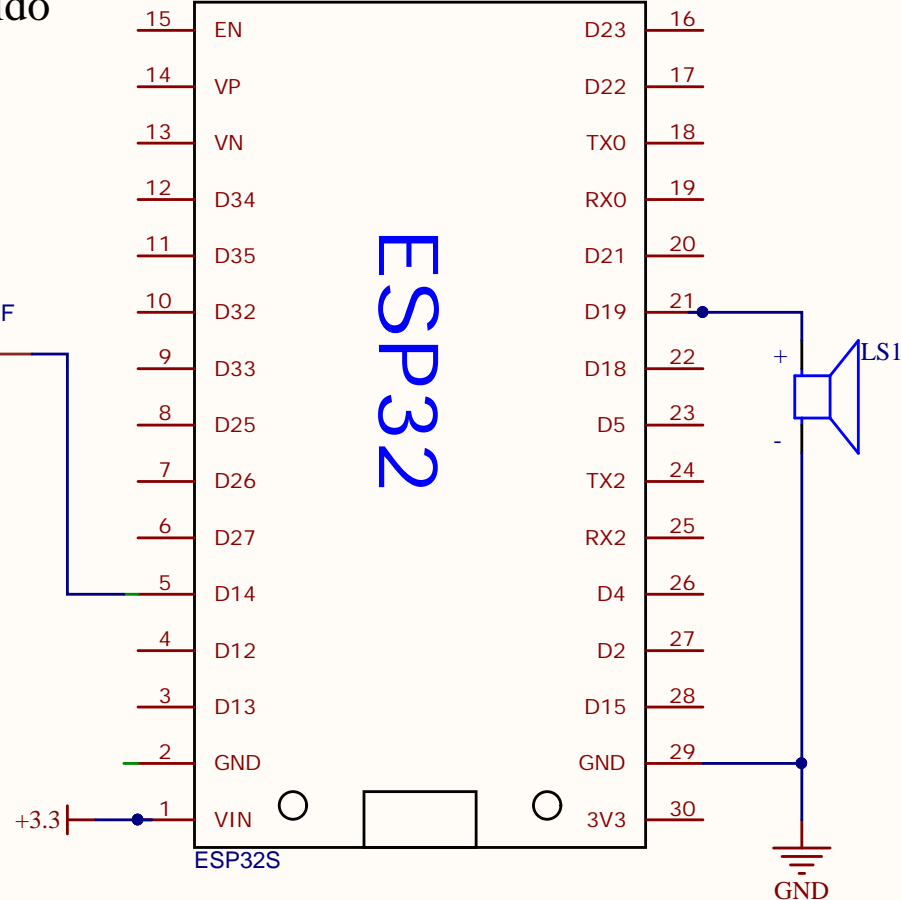 15 EN D23 16
14 VP D22 17
13 VN TX0 18
12 D34 RX0 19
11 D35 D21 20
10 D32 D19 21
F
9 D33 D18 22
+ LS1
8 D25 D5 23
-
7 D26 TX2 24
6 D27 RX2 25
5 D14 D4 26
4 D12 D2 27
3 D13 D15 28
2 GND GND 29
+3.3 1 VIN 3V3 30
ESP32
ESP32S
GND